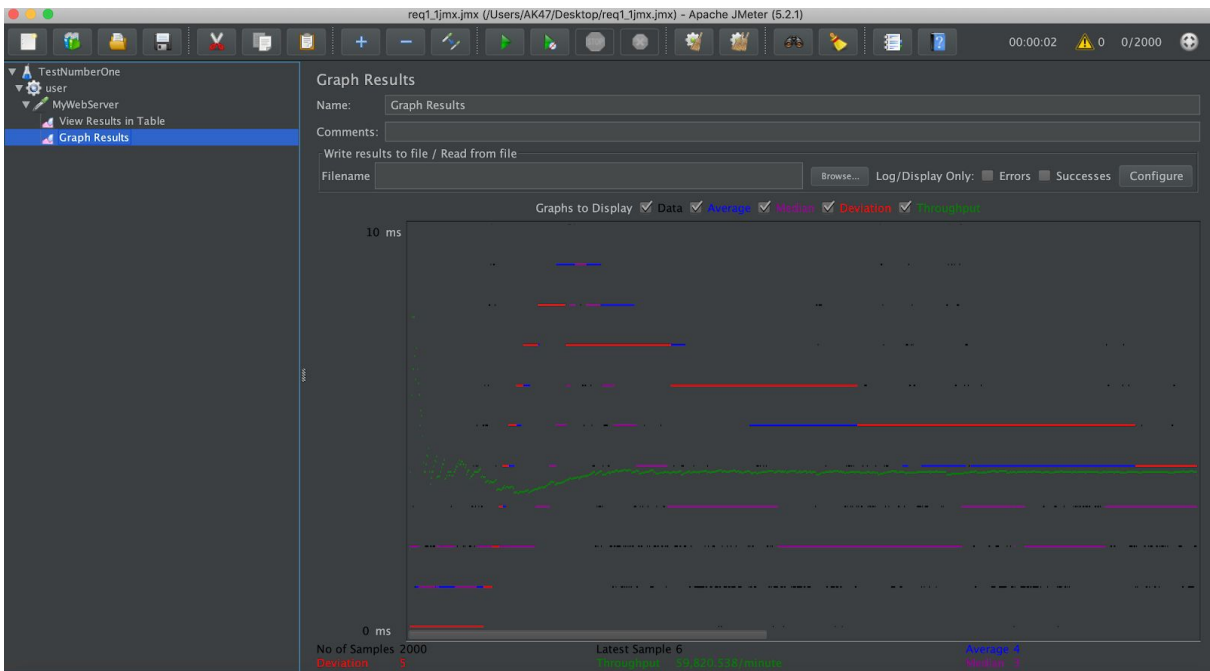 req1_1jmx.jmx (/Users/AK47/Desktop/req1_1jmx.jmx) - Apache JMeter (5.2.1)
STOP
00:00:02 0 0/2000
TestNumberOne
user
MyWebServer
View Results in Table
Graph Results
Graph Results
Name: Graph Results
Comments:
Write results to file / Read from file
Filename Browse... Log/Display Only: Errors Successes Configure
Graphs to Display Data Average Median Deviation Throughput
10 ms
0 ms
No of Samples 2000 Latest Sample 6 Average 4
Deviation 5 Throughput 59,820.538/minute Median